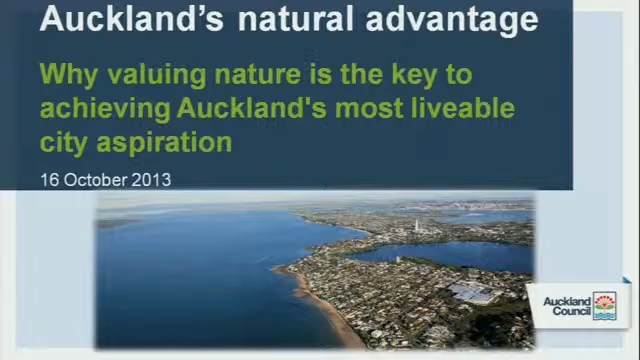 Auckland's natural advantage
Why valuing nature is the key to
achieving Auckland's most liveable
city aspiration
16 October 2013
Auckland
Council